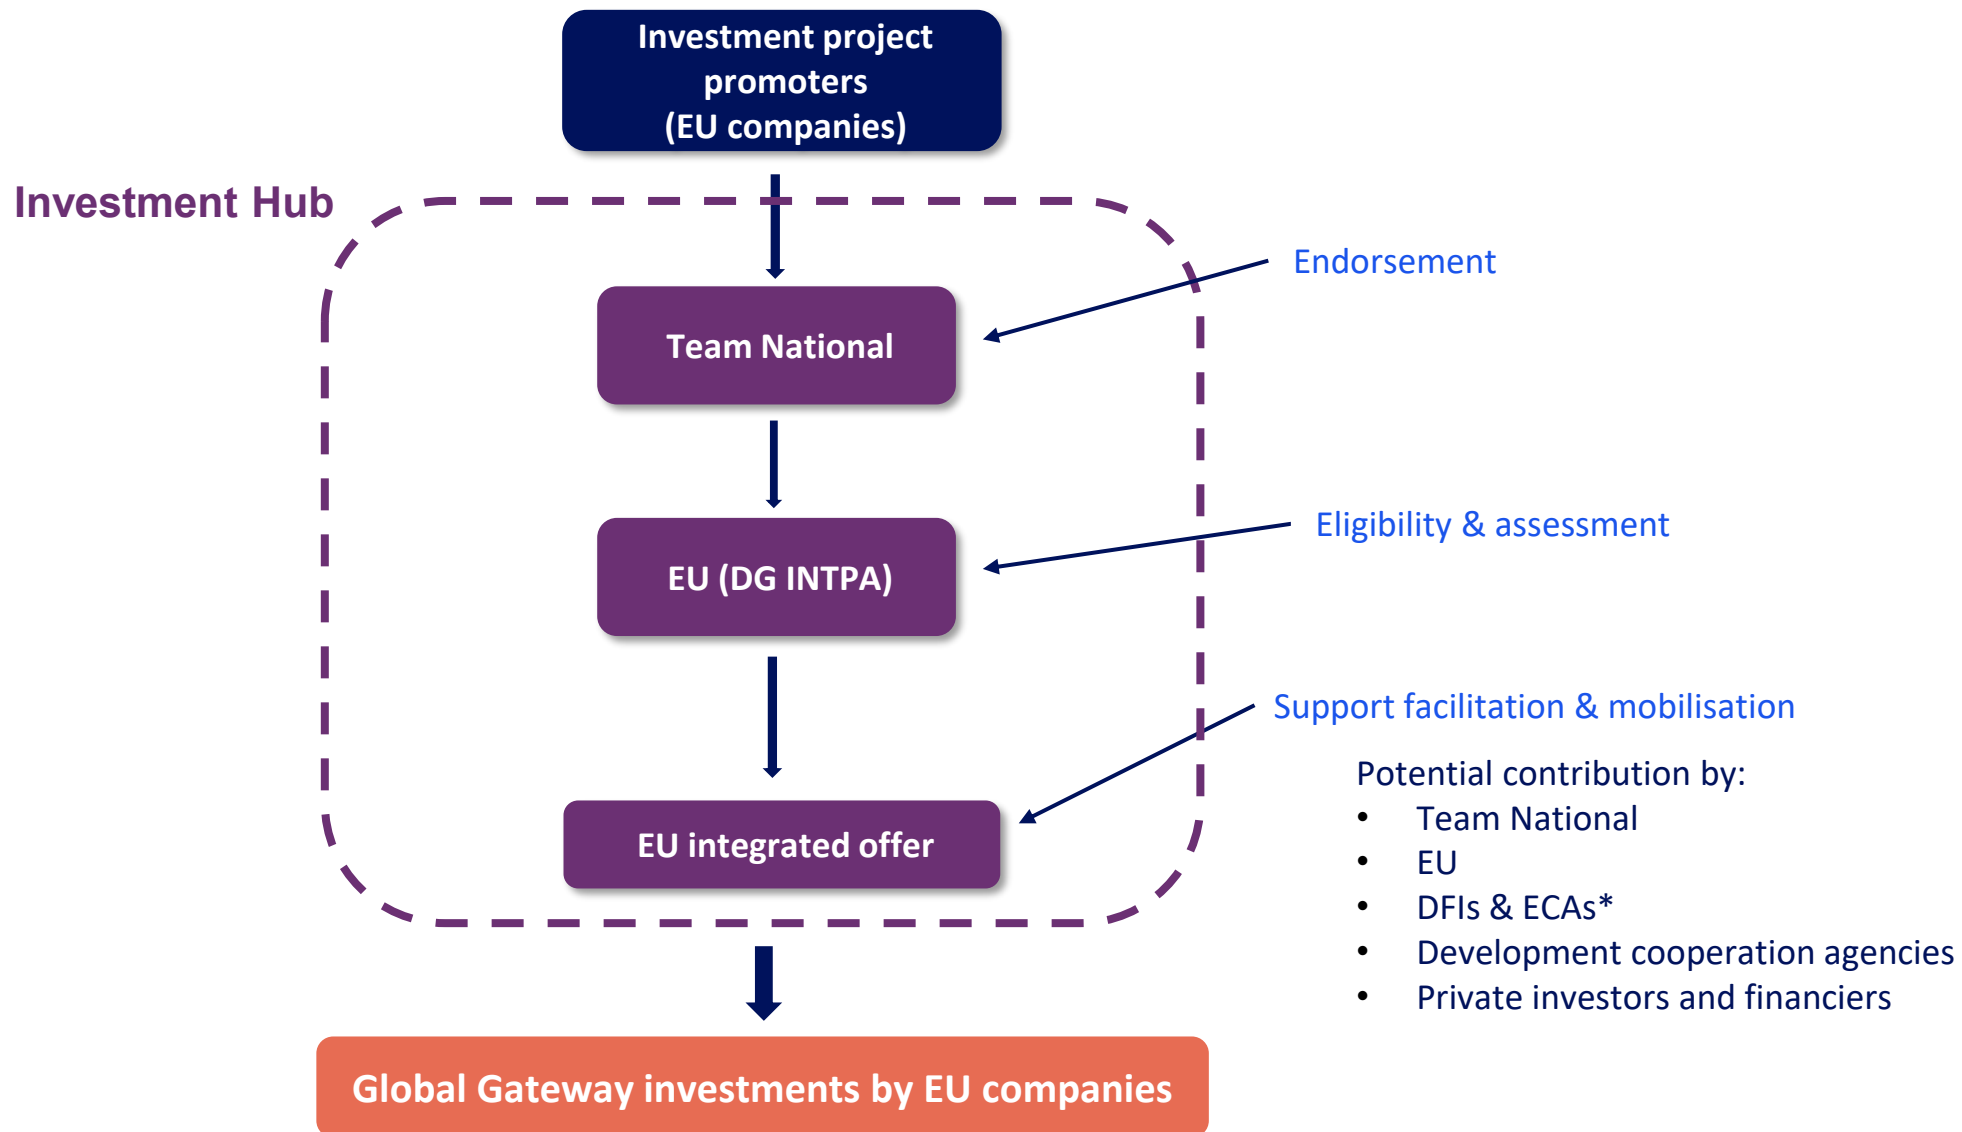 Investment project
promoters
(EU companies)
Investment Hub
Endorsement
Team National
Eligibility & assessment
EU (DG INTPA)
Support facilitation & mobilisation
Potential contribution by:
• Team National
• EU
• DFIs & ECAs*
• Development cooperation agencies
• Private investors and financiers
EU integrated offer
Global Gateway investments by EU companies